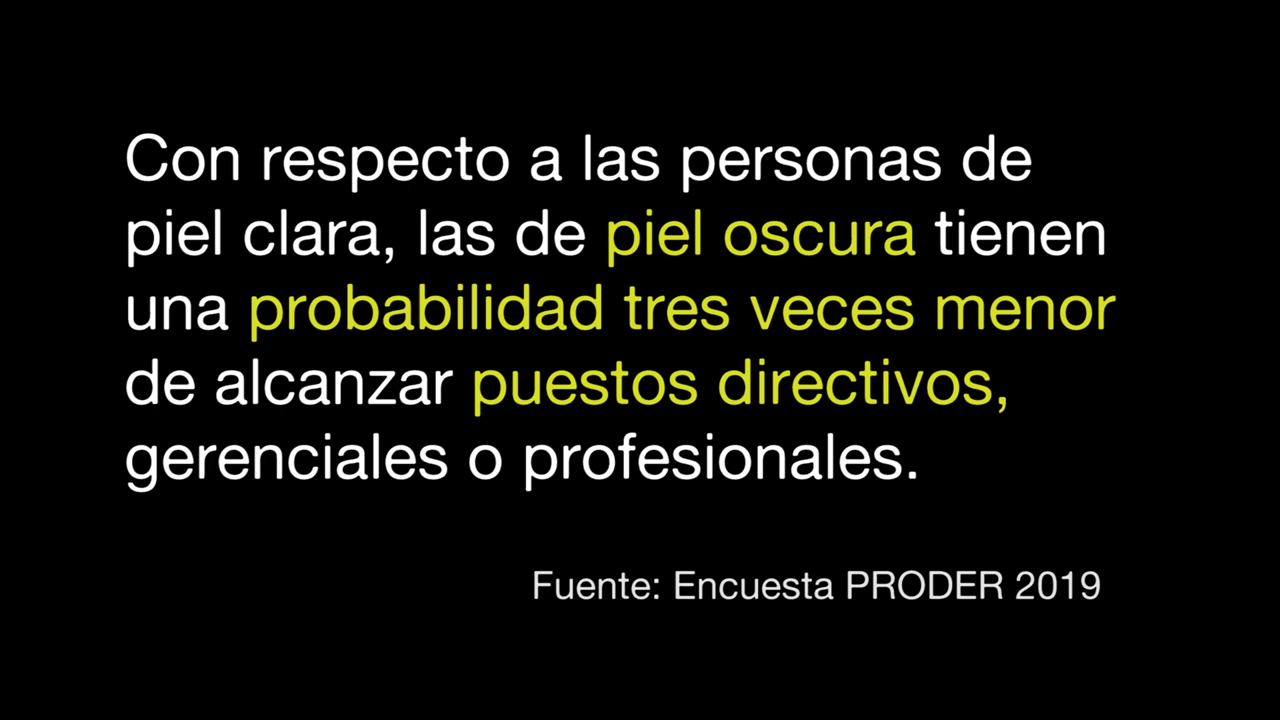 Con respecto a las personas de
piel clara, las de piel oscura tienen
una probabilidad tres veces menor
de alcanzar puestos directivos,
gerenciales o profesionales.
Fuente: Encuesta PRODER 2019